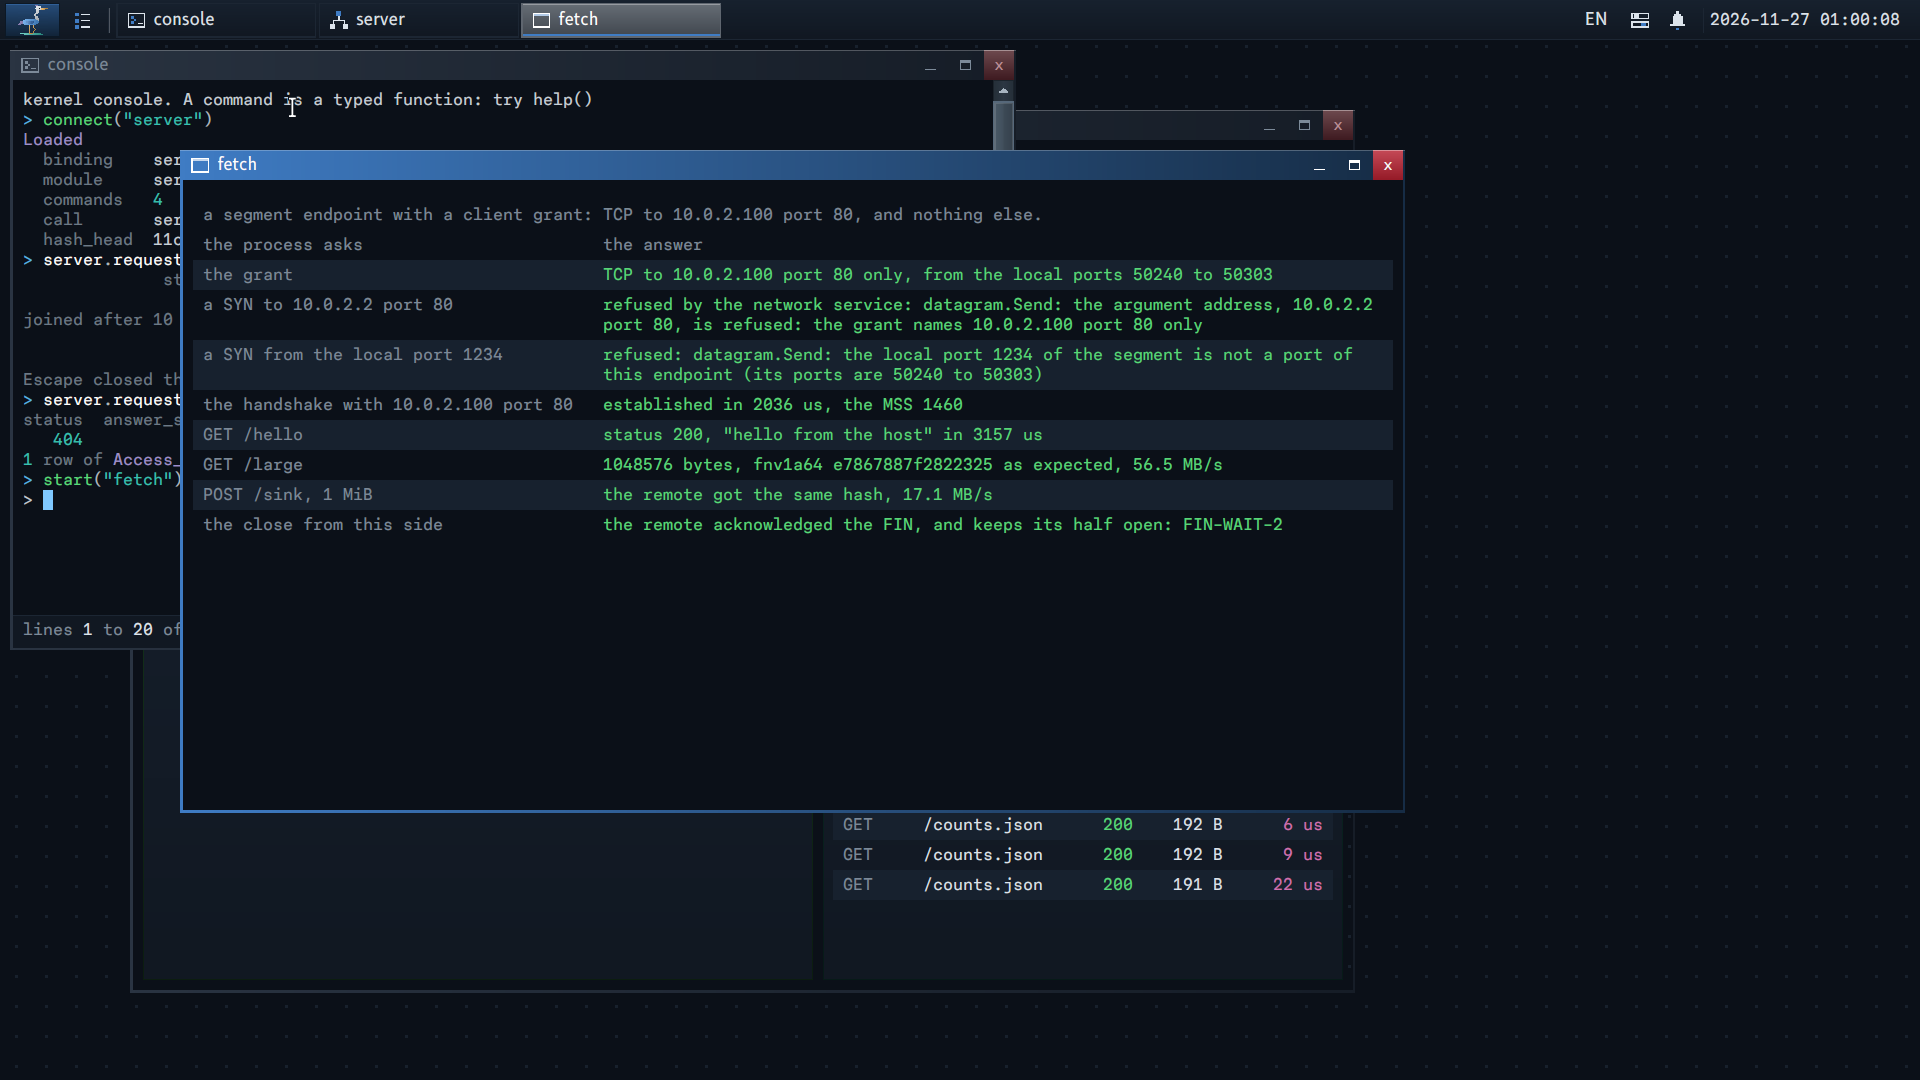 console
server
fetch
EN
2026-11-27 01:00:08
console
x
kernel console. A command is a typed function: try help()
> connect("server")
Loaded
binding ser
module ser
commands 4
call ser
hash_head 11c
> server.request
st
joined after 10
Escape closed th
> server.request
status answer_s
404
1 row of Access_
> start("fetch")
>
lines 1 to 20 of
x
fetch
x
a segment endpoint with a client grant: TCP to 10.0.2.100 port 80, and nothing else.
the process asks the answer
the grant TCP to 10.0.2.100 port 80 only, from the local ports 50240 to 50303
a SYN to 10.0.2.2 port 80 refused by the network service: datagram.Send: the argument address, 10.0.2.2
port 80, is refused: the grant names 10.0.2.100 port 80 only
a SYN from the local port 1234 refused: datagram.Send: the local port 1234 of the segment is not a port of
this endpoint (its ports are 50240 to 50303)
the handshake with 10.0.2.100 port 80 established in 2036 us, the MSS 1460
GET /hello status 200, "hello from the host" in 3157 us
GET /large 1048576 bytes, fnv1a64 e7867887f2822325 as expected, 56.5 MB/s
POST /sink, 1 MiB the remote got the same hash, 17.1 MB/s
the close from this side the remote acknowledged the FIN, and keeps its half open: FIN-WAIT-2
GET /counts.json 200 192 B 6 us
GET /counts.json 200 192 B 9 us
GET /counts.json 200 191 B 22 us